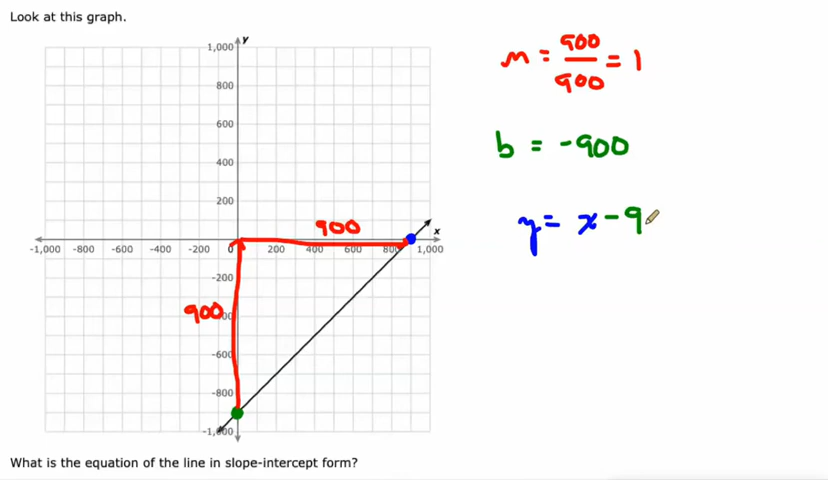 Look at this graph.
y
1,000
800
600
400
200
-1,000 -800 -600 -400 -200 0 200 400 600 800 1,000
x
-200
-600
-800
900
900
m = 900/900 = 1
b = -900
y = x - 9
What is the equation of the line in slope-intercept form?